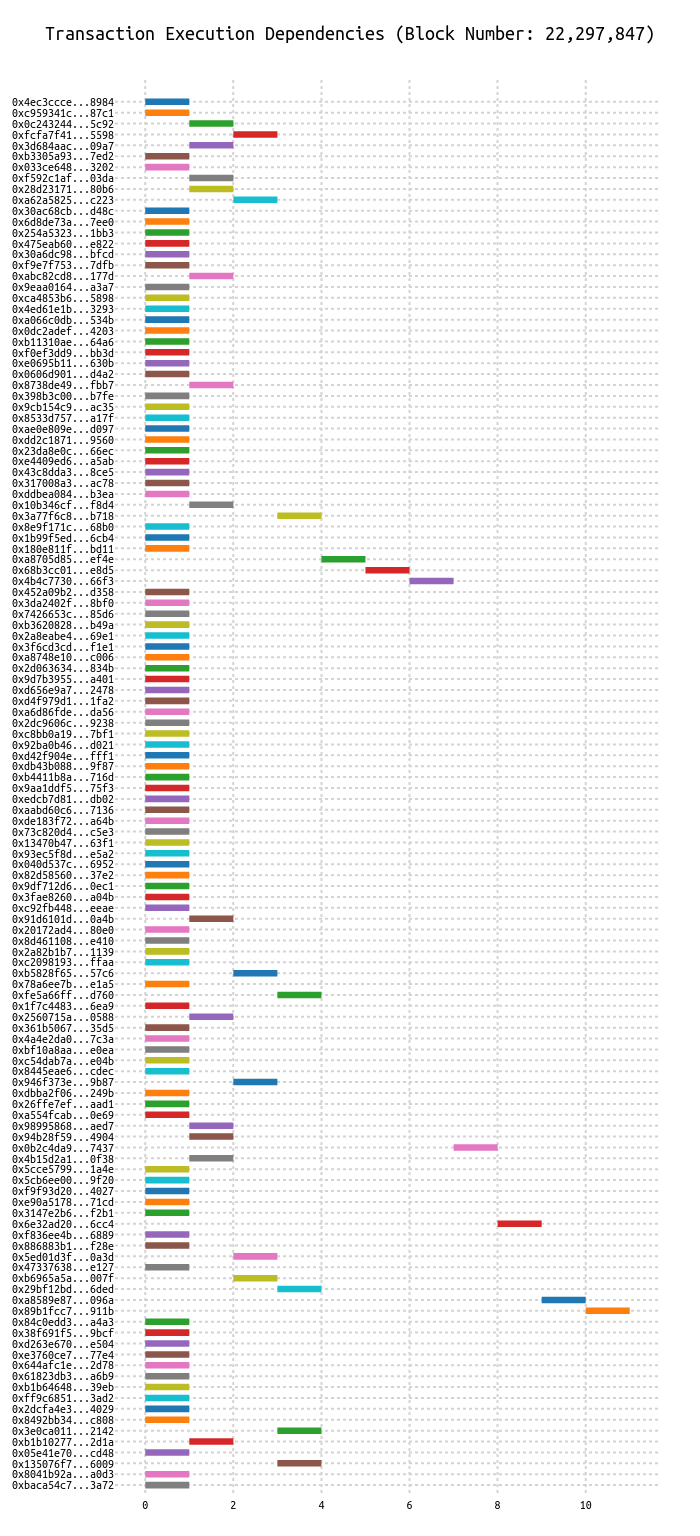 Transaction Execution Dependencies (Block Number: 22,297,847)
0x4ec3ccce...8984
0xc959341c...87c1
0x0c243244...5c92
0xfcfa7f41...5598
0x3d684aac...09a7
0xb3305a93...7ed2
0x033ce648...3202
0xf592c1af...03da
0x28d23171...80b6
0xa62a5825...c223
0x30ac68cb...d48c
0x6d8de73a...7ee0
0x254a5323...1bb3
0x475eab60...e822
0x30a6dc98...bfcd
0xf9e7f753...7dfb
0xabc82cd8...177d
0x9eaa0164...a3a7
0xca4853b6...5898
0x4ed61e1b...3293
0xa066c0db...534b
0x0dc2adef...4203
0xb11310ae...64a6
0xf0ef3dd9...bb3d
0xe0695b11...630b
0x0606d901...d4a2
0x8738de49...fbb7
0x398b3c00...b7fe
0x9cb154c9...ac35
0x8533d757...a17f
0xae0e809e...d097
0xdd2c1871...9560
0x23da8e0c...66ec
0xe4409ed6...a5ab
0x43c8dda3...8ce5
0x317008a3...ac78
0xddbea084...b3ea
0x10b346cf...f8d4
0x3a77f6c8...b718
0x8e9f171c...68b0
0x1b99f5ed...6cb4
0x180e811f...bd11
0xa8705d85...ef4e
0x68b3cc01...e8d5
0x4b4c7730...66f3
0x452a09b2...d358
0x3da2402f...8bf0
0x7426653c...85d6
0xb3620828...b49a
0x2a8eabe4...69e1
0x3f6cd3cd...f1e1
0xa8748e10...c006
0x2d063634...834b
0x9d7b3955...a401
0xd656e9a7...2478
0xd4f979d1...1fa2
0xa6d86fde...da56
0x2dc9606c...9238
0xc8bb0a19...7bf1
0x92ba0b46...d021
0xd42f904e...fff1
0xdb43b088...9f87
0xb4411b8a...716d
0x9aa1ddf5...75f3
0xedcb7d81...db02
0xaabd60c6...7136
0xde183f72...a64b
0x73c820d4...c5e3
0x13470b47...63f1
0x93ec5f8d...e5a2
0x040d537c...6952
0x82d58560...37e2
0x9df712d6...0ec1
0x3fae8260...a04b
0xc92fb448...eeae
0x91d6101d...0a4b
0x20172ad4...80e0
0x8d461108...e410
0x2a82b1b7...1139
0xc2098193...ffaa
0xb5828f65...57c6
0x78a6ee7b...e1a5
0xfe5a66ff...d760
0x1f7c4483...6ea9
0x2560715a...0588
0x361b5067...35d5
0x4a4e2da0...7c3a
0xbf10a8aa...e0ea
0xc54dab7a...e04b
0x8445eae6...cdec
0x946f373e...9b87
0xdbba2f06...249b
0x26ffe7ef...aad1
0xa554fcab...0e69
0x98995868...aed7
0x94b28f59...4904
0x0b2c4da9...7437
0x4b15d2a1...0f38
0x5cce5799...1a4e
0x5cb6ee00...9f20
0xf9f93d20...4027
0xe90a5178...71cd
0x3147e2b6...f2b1
0x6e32ad20...6cc4
0xf836ee4b...6889
0x886883b1...f28e
0x5ed01d3f...0a3d
0x47337638...e127
0xb6965a5a...007f
0x29bf12bd...6ded
0xa8589e87...096a
0x89b1fcc7...911b
0x84c0edd3...a4a3
0x38f691f5...9bcf
0xd263e670...e504
0xe3760ce7...77e4
0x644afc1e...2d78
0x61823db3...a6b9
0xb1b64648...39eb
0xff9c6851...3ad2
0x2dcfa4e3...4029
0x8492bb34...c808
0x3e0ca011...2142
0xb1b10277...2d1a
0x05e41e70...cd48
0x135076f7...6009
0x8041b92a...a0d3
0xbaca54c7...3a72
0 2 4 6 8 10